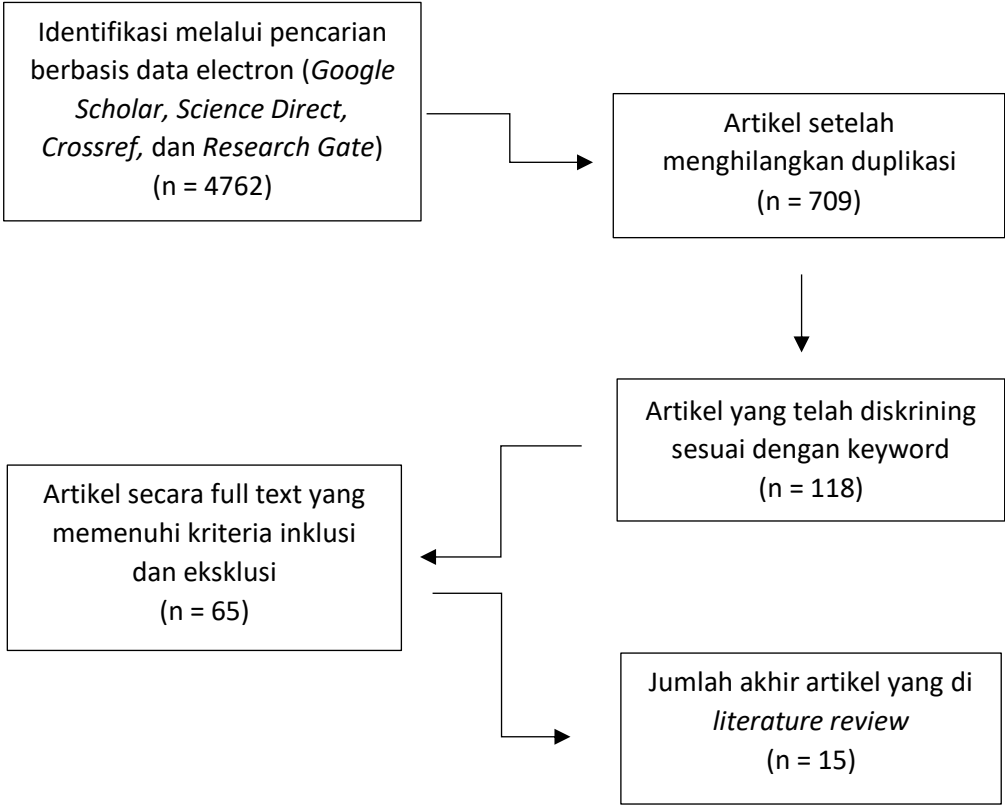 Identifikasi melalui pencarian
berbasis data electron (Google
Scholar, Science Direct,
Crossref, dan Research Gate)
(n = 4762)
Artikel setelah
menghilangkan duplikasi
(n = 709)
Artikel yang telah diskrining
sesuai dengan keyword
(n = 118)
Artikel secara full text yang
memenuhi kriteria inklusi
dan eksklusi
(n = 65)
Jumlah akhir artikel yang di
literature review
(n = 15)